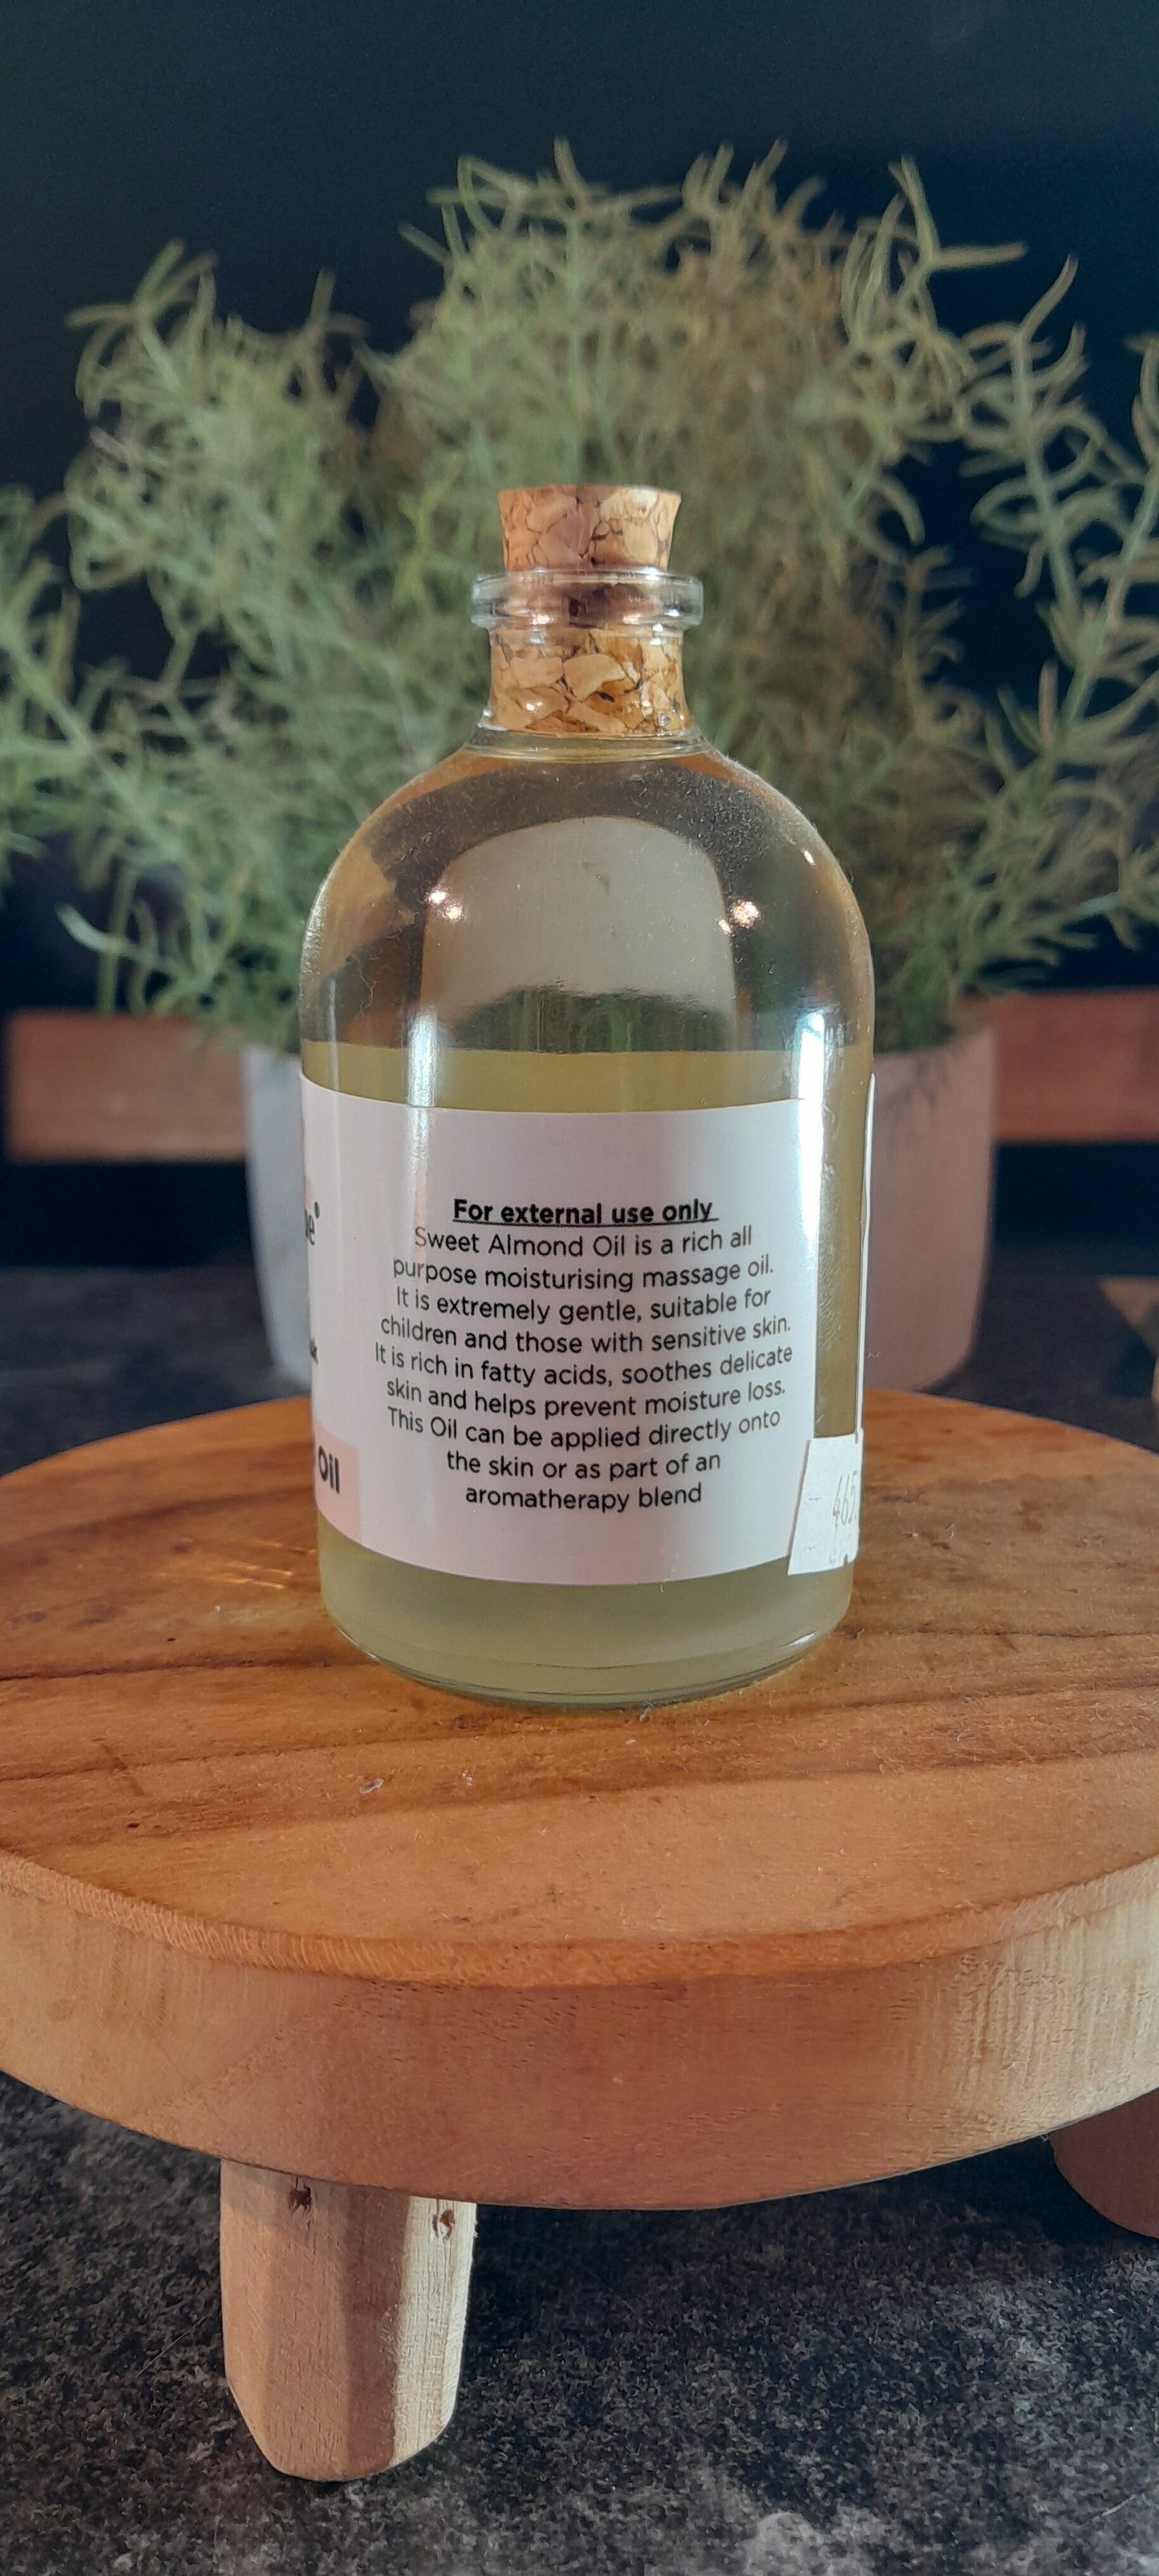 For external use only
Sweet Almond Oil is a rich all
purpose moisturising massage oil.
It is extremely gentle, suitable for
children and those with sensitive skin.
It is rich in fatty acids, soothes delicate
skin and helps prevent moisture loss.
This Oil can be applied directly onto
the skin or as part of an
aromatherapy blend
Oil
465